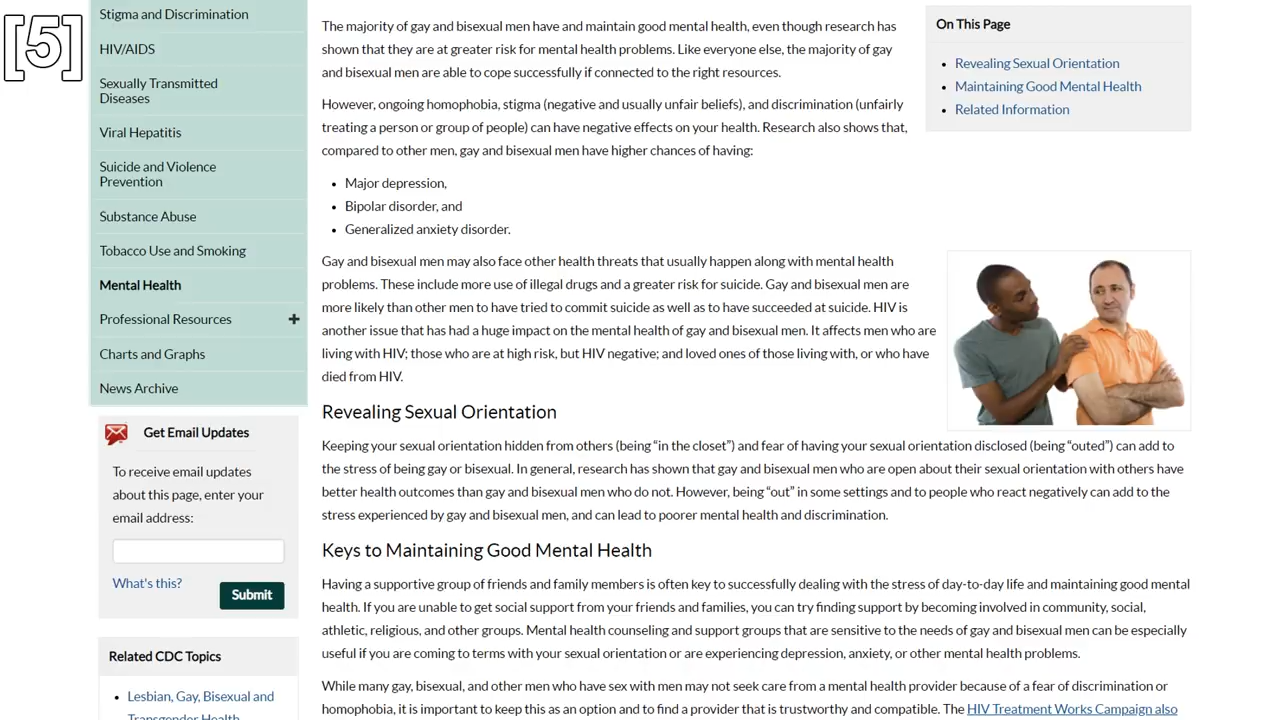 [5]
Stigma and Discrimination
HIV/AIDS
Sexually Transmitted
Diseases
Viral Hepatitis
Suicide and Violence
Prevention
Substance Abuse
Tobacco Use and Smoking
Mental Health
Professional Resources
Charts and Graphs
News Archive
Get Email Updates
To receive email updates
about this page, enter your
email address:
What's this?
Submit
Related CDC Topics
Lesbian, Gay, Bisexual and
Transgender Health
The majority of gay and bisexual men have and maintain good mental health, even though research has
shown that they are at greater risk for mental health problems. Like everyone else, the majority of gay
and bisexual men are able to cope successfully if connected to the right resources.
However, ongoing homophobia, stigma (negative and usually unfair beliefs), and discrimination (unfairly
treating a person or group of people) can have negative effects on your health. Research also shows that,
compared to other men, gay and bisexual men have higher chances of having:
Major depression,
Bipolar disorder, and
Generalized anxiety disorder.
Gay and bisexual men may also face other health threats that usually happen along with mental health
problems. These include more use of illegal drugs and a greater risk for suicide. Gay and bisexual men are
more likely than other men to have tried to commit suicide as well as to have succeeded at suicide. HIV is
another issue that has had a huge impact on the mental health of gay and bisexual men. It affects men who are
living with HIV; those who are at high risk, but HIV negative; and loved ones of those living with, or who have
died from HIV.
Revealing Sexual Orientation
Keeping your sexual orientation hidden from others (being “in the closet”) and fear of having your sexual orientation disclosed (being “outed”) can add to
the stress of being gay or bisexual. In general, research has shown that gay and bisexual men who are open about their sexual orientation with others have
better health outcomes than gay and bisexual men who do not. However, being “out” in some settings and to people who react negatively can add to the
stress experienced by gay and bisexual men, and can lead to poorer mental health and discrimination.
Keys to Maintaining Good Mental Health
Having a supportive group of friends and family members is often key to successfully dealing with the stress of day-to-day life and maintaining good mental
health. If you are unable to get social support from your friends and families, you can try finding support by becoming involved in community, social,
athletic, religious, and other groups. Mental health counseling and support groups that are sensitive to the needs of gay and bisexual men can be especially
useful if you are coming to terms with your sexual orientation or are experiencing depression, anxiety, or other mental health problems.
While many gay, bisexual, and other men who have sex with men may not seek care from a mental health provider because of a fear of discrimination or
homophobia, it is important to keep this as an option and to find a provider that is trustworthy and compatible. The HIV Treatment Works Campaign also
On This Page
Revealing Sexual Orientation
Maintaining Good Mental Health
Related Information